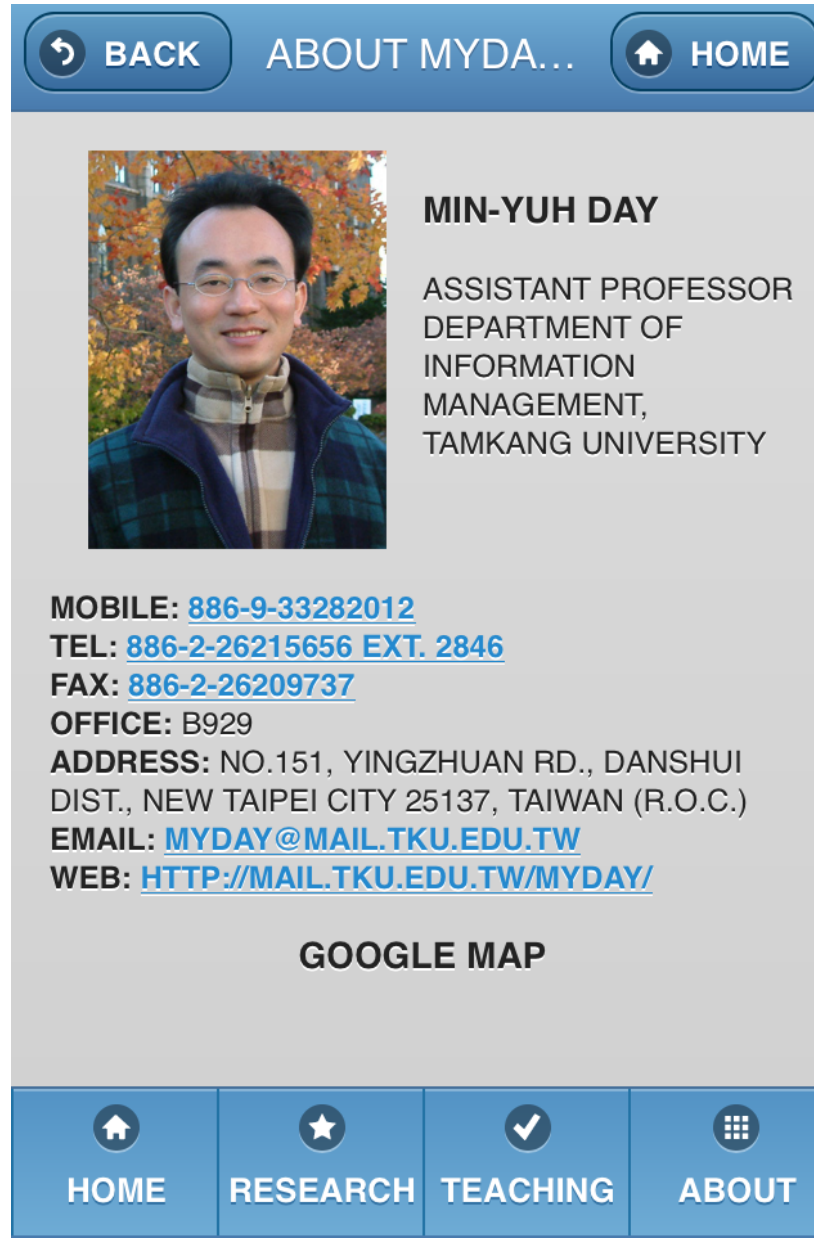 BACK
ABOUT MYDA...
HOME
MIN-YUH DAY
ASSISTANT PROFESSOR
DEPARTMENT OF
INFORMATION
MANAGEMENT,
TAMKANG UNIVERSITY
MOBILE: 886-9-33282012
TEL: 886-2-26215656 EXT. 2846
FAX: 886-2-26209737
OFFICE: B929
ADDRESS: NO.151, YINGZHUAN RD., DANSHUI
DIST., NEW TAIPEI CITY 25137, TAIWAN (R.O.C.)
EMAIL: MYDAY@MAIL.TKU.EDU.TW
WEB: HTTP://MAIL.TKU.EDU.TW/MYDAY/
GOOGLE MAP
HOME
RESEARCH
TEACHING
ABOUT